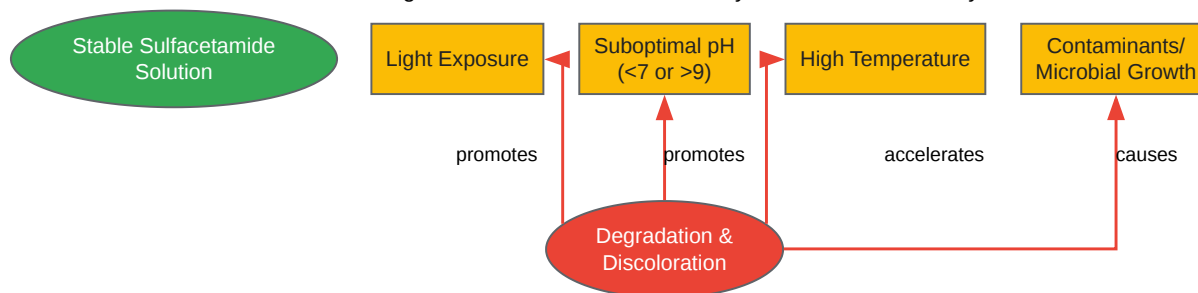 Stable Sulfacetamide
Solution
Light Exposure
Suboptimal pH
(<7 or >9)
High Temperature
Contaminants/
Microbial Growth
promotes
promotes
accelerates
causes
Degradation &
Discoloration